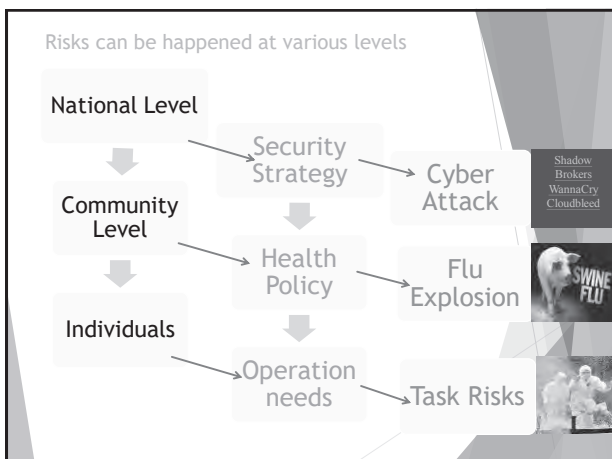 Risks can be happened at various levels
National Level
Security
Strategy
Cyber
Attack
Shadow
Brokers
WannaCry
Cloudbleed
Community
Level
Health
Policy
Flu
Explosion
SWINE
FLU
Individuals
Operation
needs
Task Risks